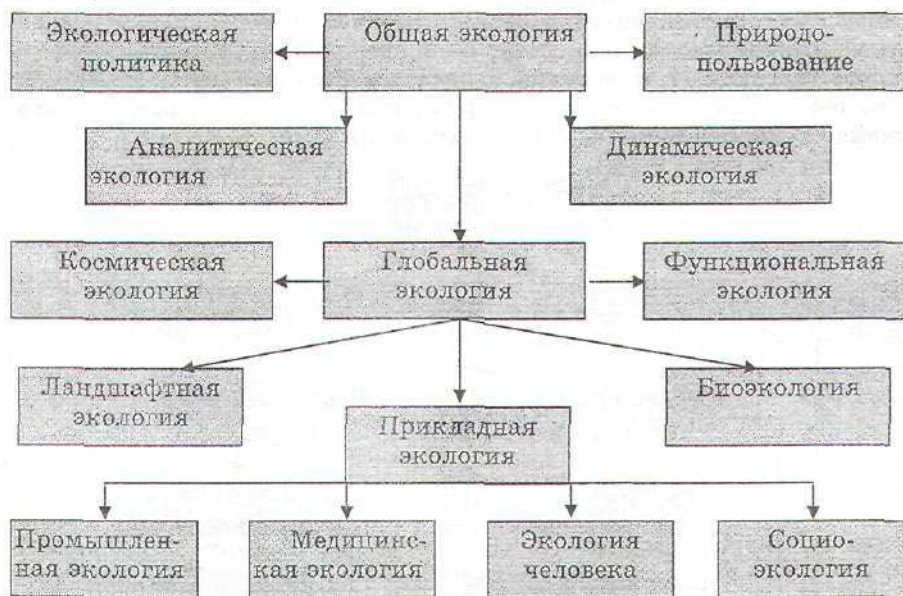 Экологическая
политика
Общая экология
Природо-
пользование
Аналитическая
экология
Динамическая
экология
Космическая
экология
Глобальная
экология
Функциональная
экология
Ландшафтная
экология
Биоэкология
Прикладная
экология
Промышлен-
ная экология
Медицинс-
кая экология
Экология
человека
Социо-
экология